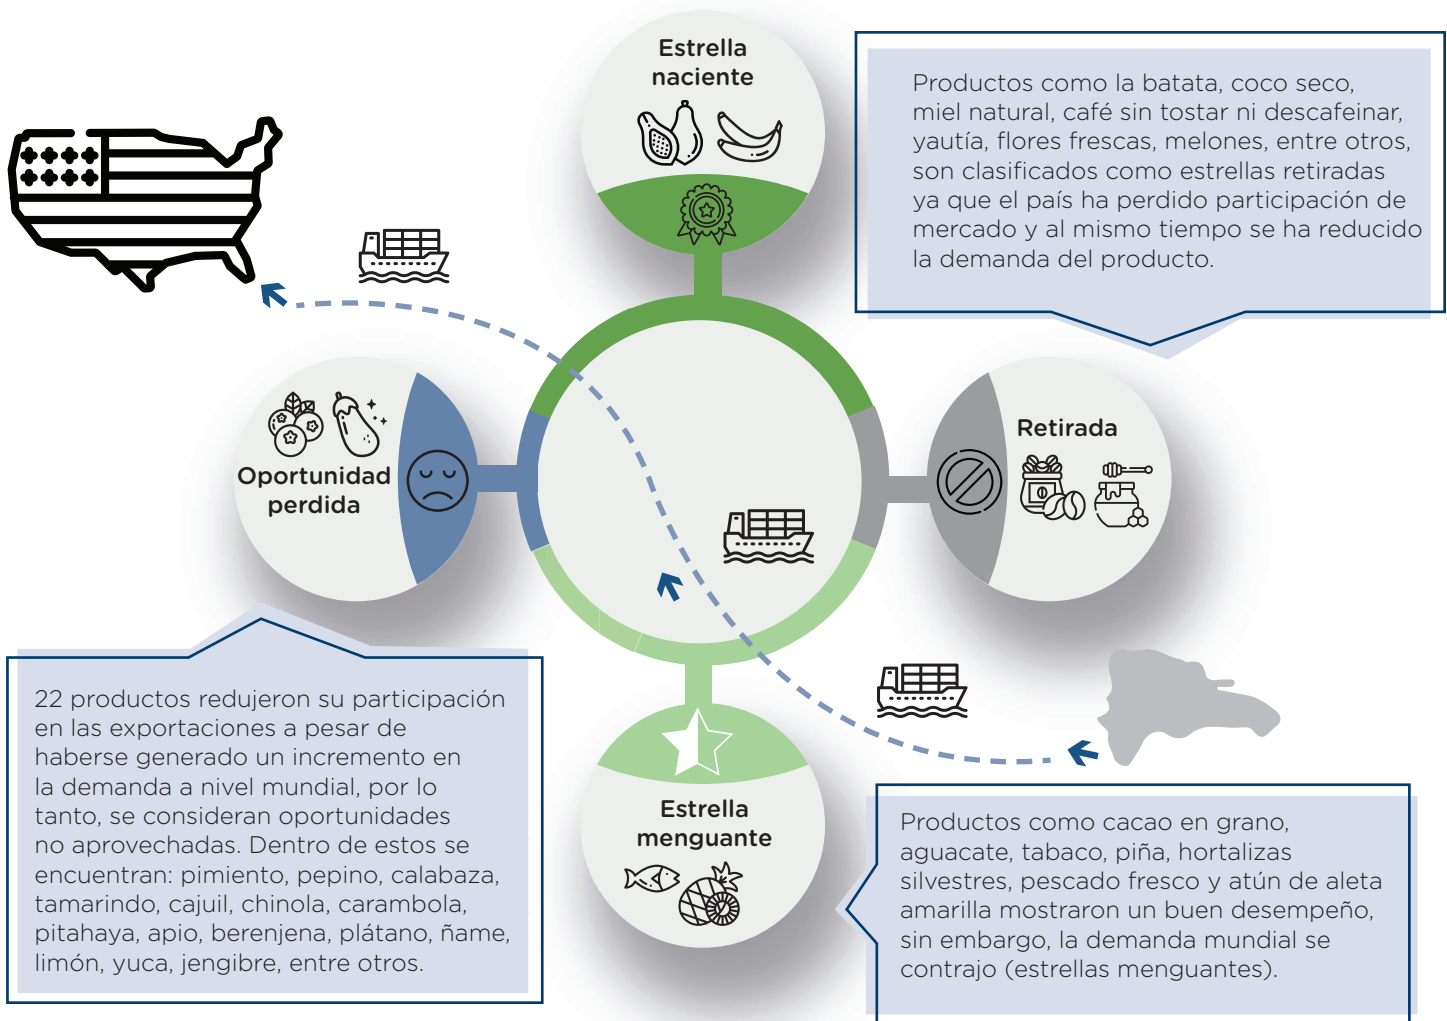 Estrella
naciente
Productos como la batata, coco seco,
miel natural, café sin tostar ni descafeinar,
yautía, flores frescas, melones, entre otros,
son clasificados como estrellas retiradas
ya que el país ha perdido participación de
mercado y al mismo tiempo se ha reducido
la demanda del producto.
Oportunidad
perdida
Retirada
22 productos redujeron su participación
en las exportaciones a pesar de
haberse generado un incremento en
la demanda a nivel mundial, por lo
tanto, se consideran oportunidades
no aprovechadas. Dentro de estos se
encuentran: pimiento, pepino, calabaza,
tamarindo, cajuil, chinola, carambola,
pitahaya, apio, berenjena, plátano, ñame,
limón, yuca, jengibre, entre otros.
Estrella
menguante
Productos como cacao en grano,
aguacate, tabaco, piña, hortalizas
silvestres, pescado fresco y atún de aleta
amarilla mostraron un buen desempeño,
sin embargo, la demanda mundial se
contrajo (estrellas menguantes).